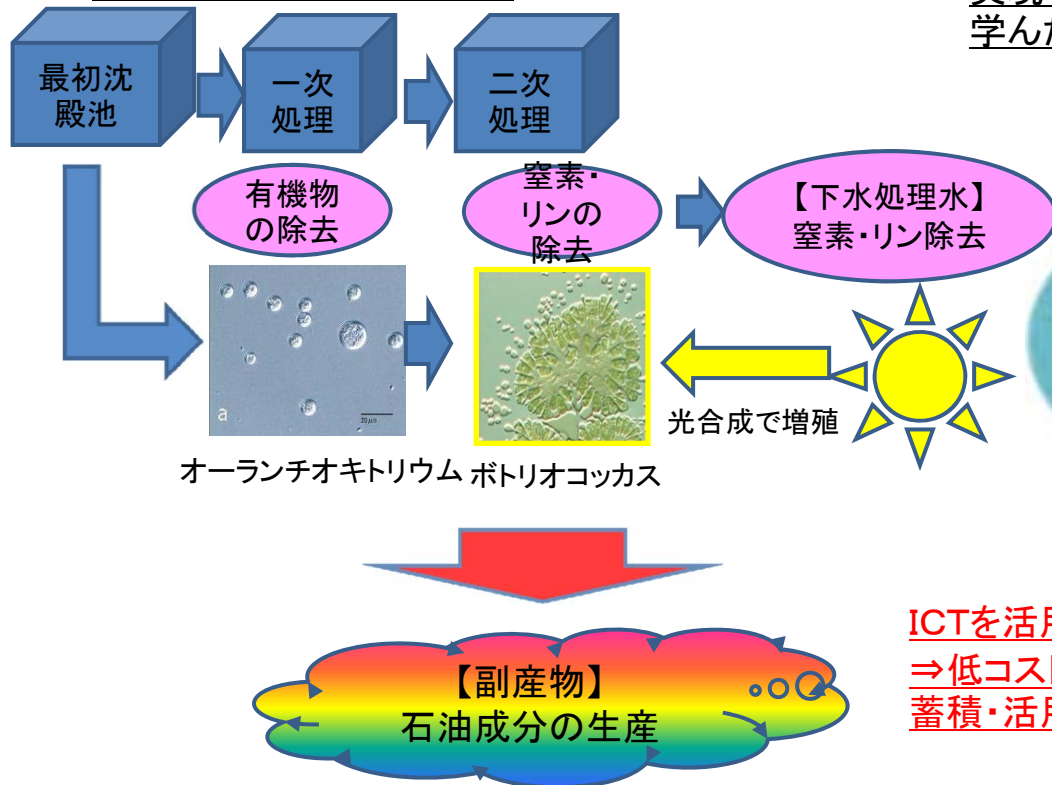 学んだ
最初沈
殿池
一次
処理
二次
処理
有機物
の除去
窒素・
リンの
除去
【下水処理水】
窒素・リン除去
a
光合成で増殖
オーランチオキトリウム
ボトリオコッカス
【副産物】
石油成分の生産
ICTを活用
⇒低コスト
蓄積・活用